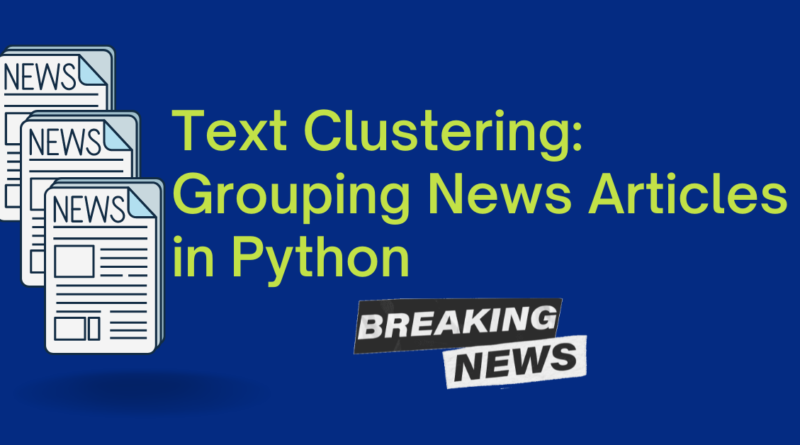 NEWS
NEWS
NEWS
Text Clustering:
Grouping News Articles
in Python
BREAKING
NEWS